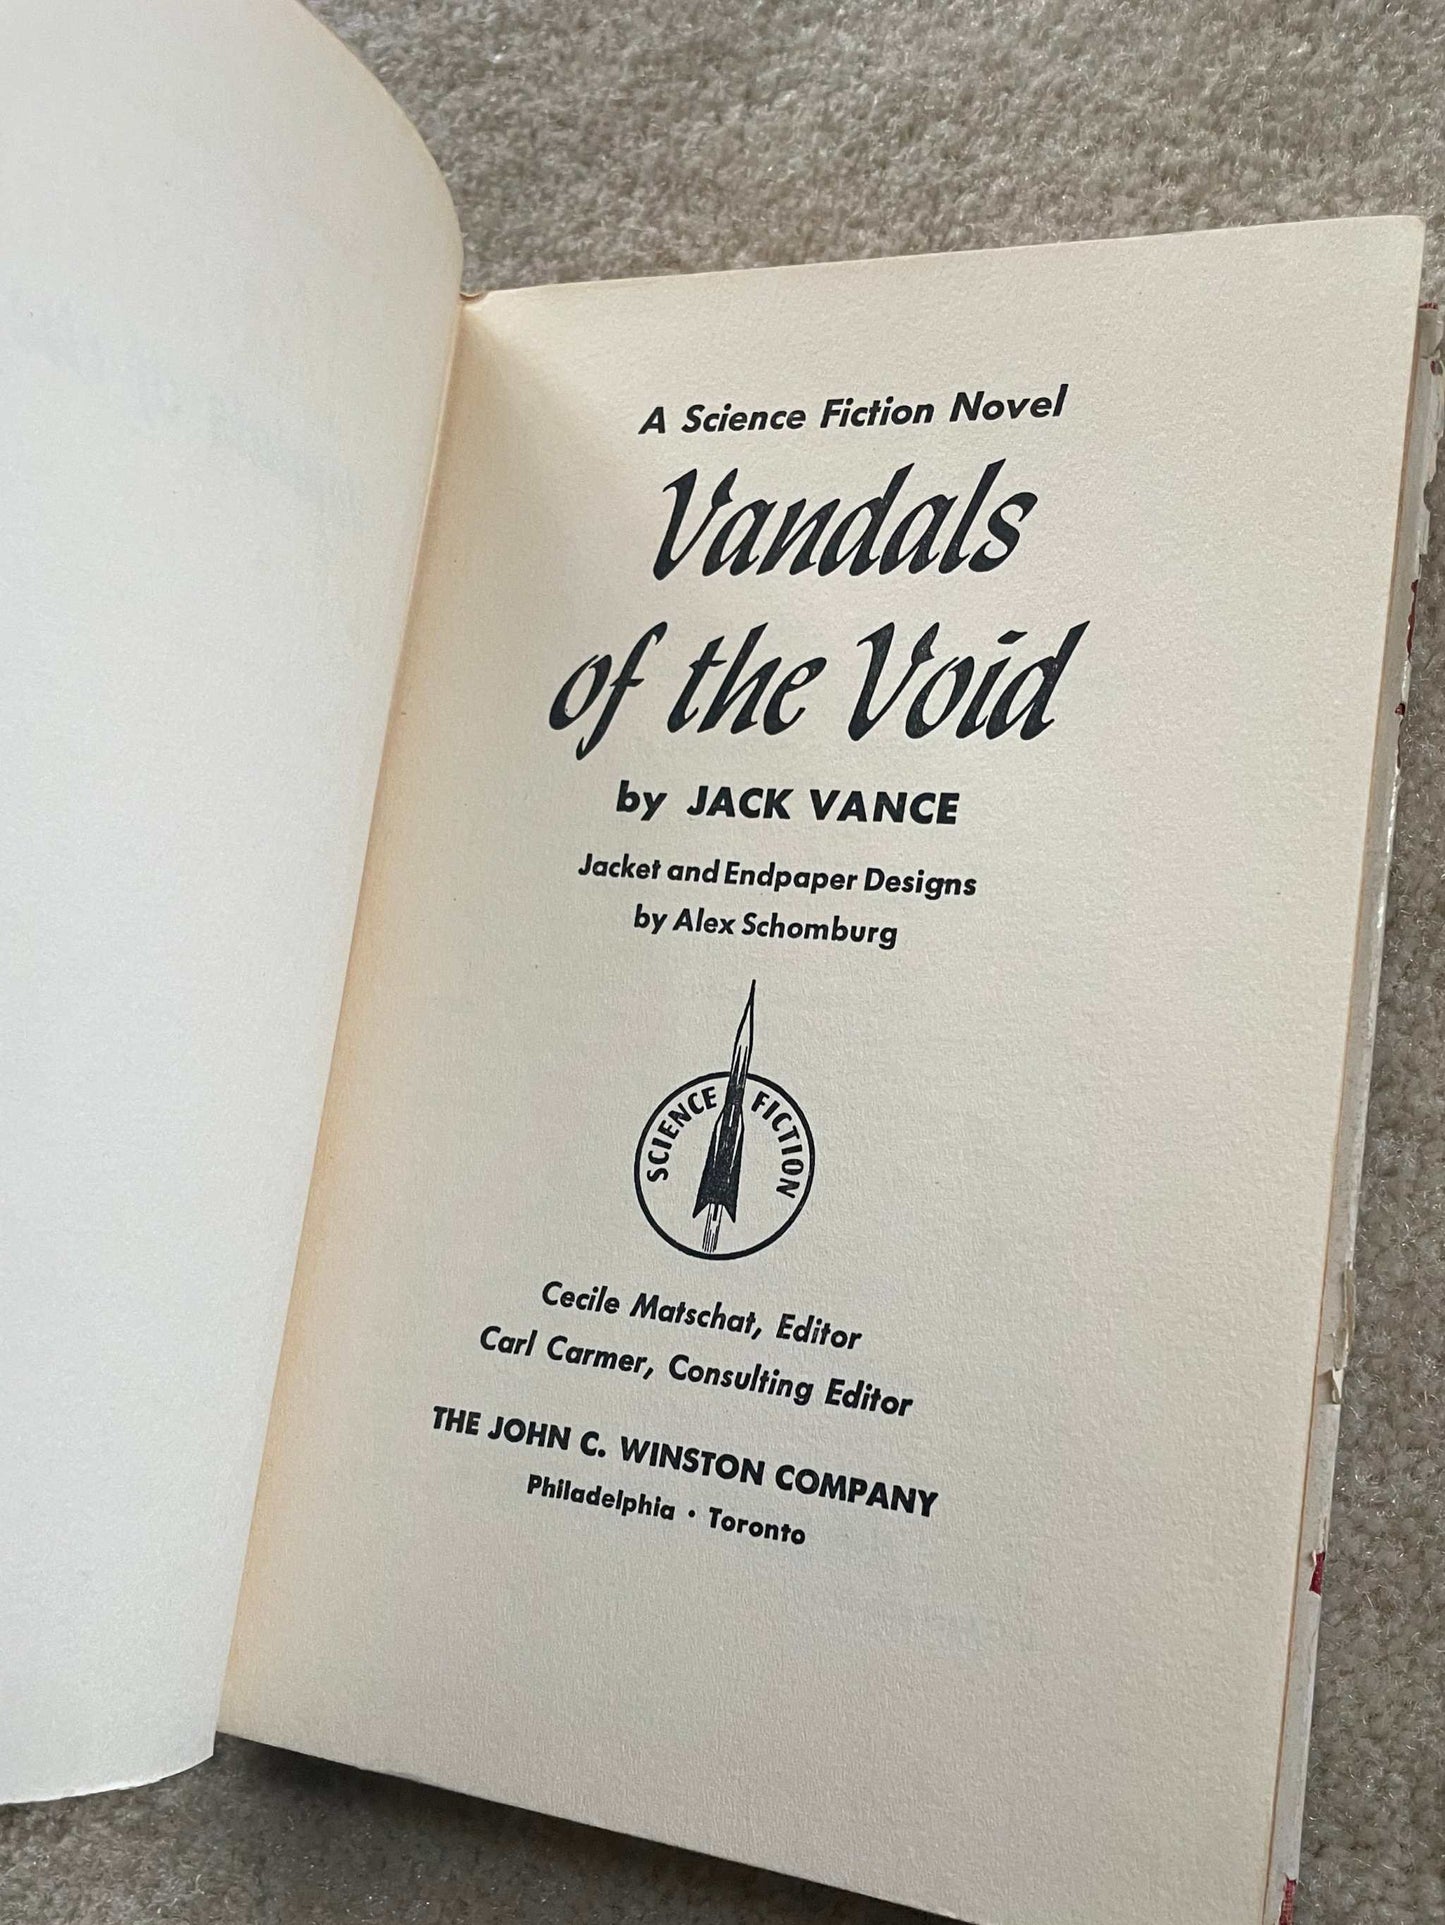 A Science Fiction Novel
Vandals
of the Void
by JACK VANCE
Jacket and Endpaper Designs
by Alex Schomburg
SCIENCE FICTION
Cecile Matschat, Editor
Carl Carmer, Consulting Editor
THE JOHN C. WINSTON COMPANY
Philadelphia • Toronto